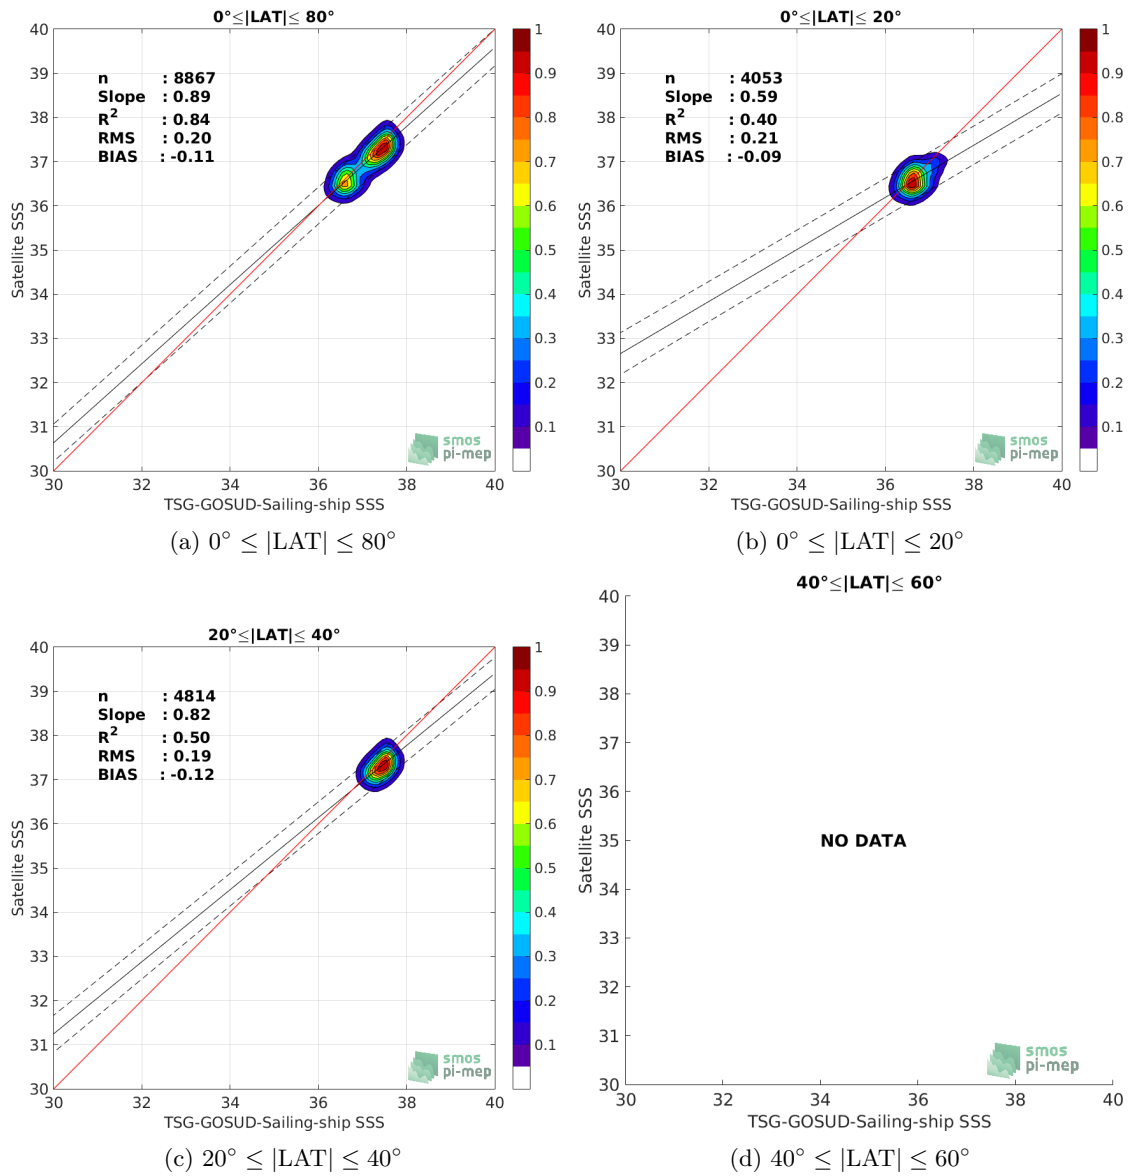 0°≤|LAT|≤ 80°
40
39
38
37
36
35
34
33
32
31
30
n : 8867
Slope : 0.89
R² : 0.84
RMS : 0.20
BIAS : -0.11
Satellite SSS
smos
pi-mep
30 32 34 36 38 40
TSG-GOSUD-Sailing-ship SSS
1
0.9
0.8
0.7
0.6
0.5
0.4
0.3
0.2
0.1
(a) 0° ≤ |LAT| ≤ 80°
0°≤|LAT|≤ 20°
40
39
38
37
36
35
34
33
32
31
30
n : 4053
Slope : 0.59
R² : 0.40
RMS : 0.21
BIAS : -0.09
Satellite SSS
smos
pi-mep
30 32 34 36 38 40
TSG-GOSUD-Sailing-ship SSS
1
0.9
0.8
0.7
0.6
0.5
0.4
0.3
0.2
0.1
(b) 0° ≤ |LAT| ≤ 20°
20°≤|LAT|≤ 40°
40
39
38
37
36
35
34
33
32
31
30
n : 4814
Slope : 0.82
R² : 0.50
RMS : 0.19
BIAS : -0.12
Satellite SSS
smos
pi-mep
30 32 34 36 38 40
TSG-GOSUD-Sailing-ship SSS
1
0.9
0.8
0.7
0.6
0.5
0.4
0.3
0.2
0.1
(c) 20° ≤ |LAT| ≤ 40°
40°≤|LAT|≤ 60°
40
39
38
37
36
35
34
33
32
31
30
NO DATA
Satellite SSS
smos
pi-mep
30 32 34 36 38 40
TSG-GOSUD-Sailing-ship SSS
(d) 40° ≤ |LAT| ≤ 60°